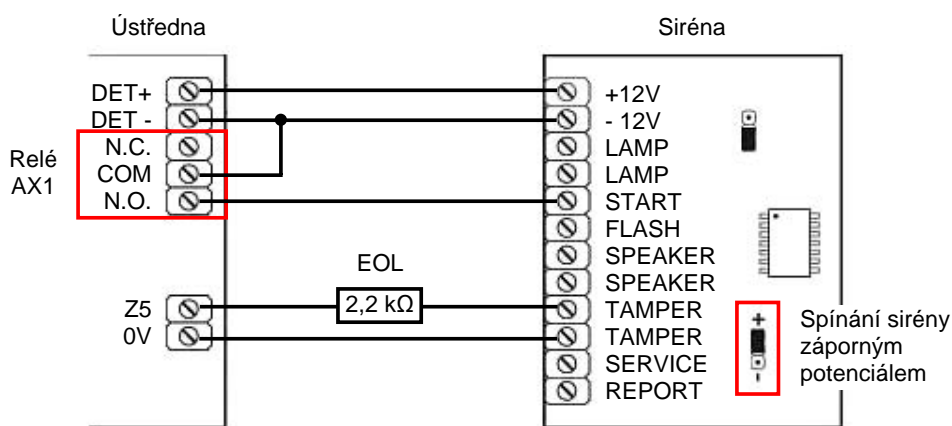 Ústředna
Siréna
Relé
AX1
DET+
DET -
N.C.
COM
N.O.
Z5
0V
EOL
2,2 kΩ
+12V
- 12V
LAMP
LAMP
START
FLASH
SPEAKER
SPEAKER
TAMPER
TAMPER
SERVICE
REPORT
+
-
Spínání sirény
záporným
potenciálem